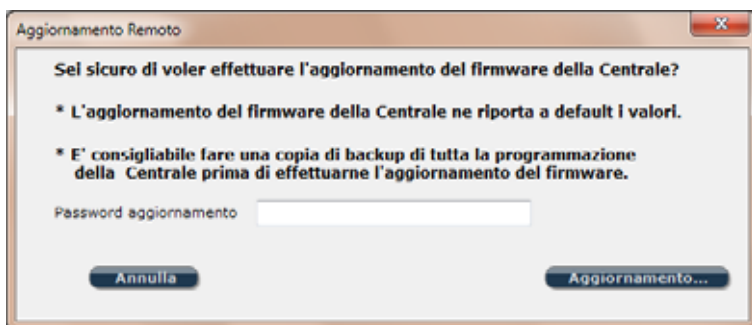 Aggiornamento Remoto
Sei sicuro di voler effettuare l'aggiornamento del firmware della Centrale?
* L'aggiornamento del firmware della Centrale ne riporta a default i valori.
* E' consigliabile fare una copia di backup di tutta la programmazione
della Centrale prima di effettuarne l'aggiornamento del firmware.
Password aggiornamento
Annulla
Aggiornamento...